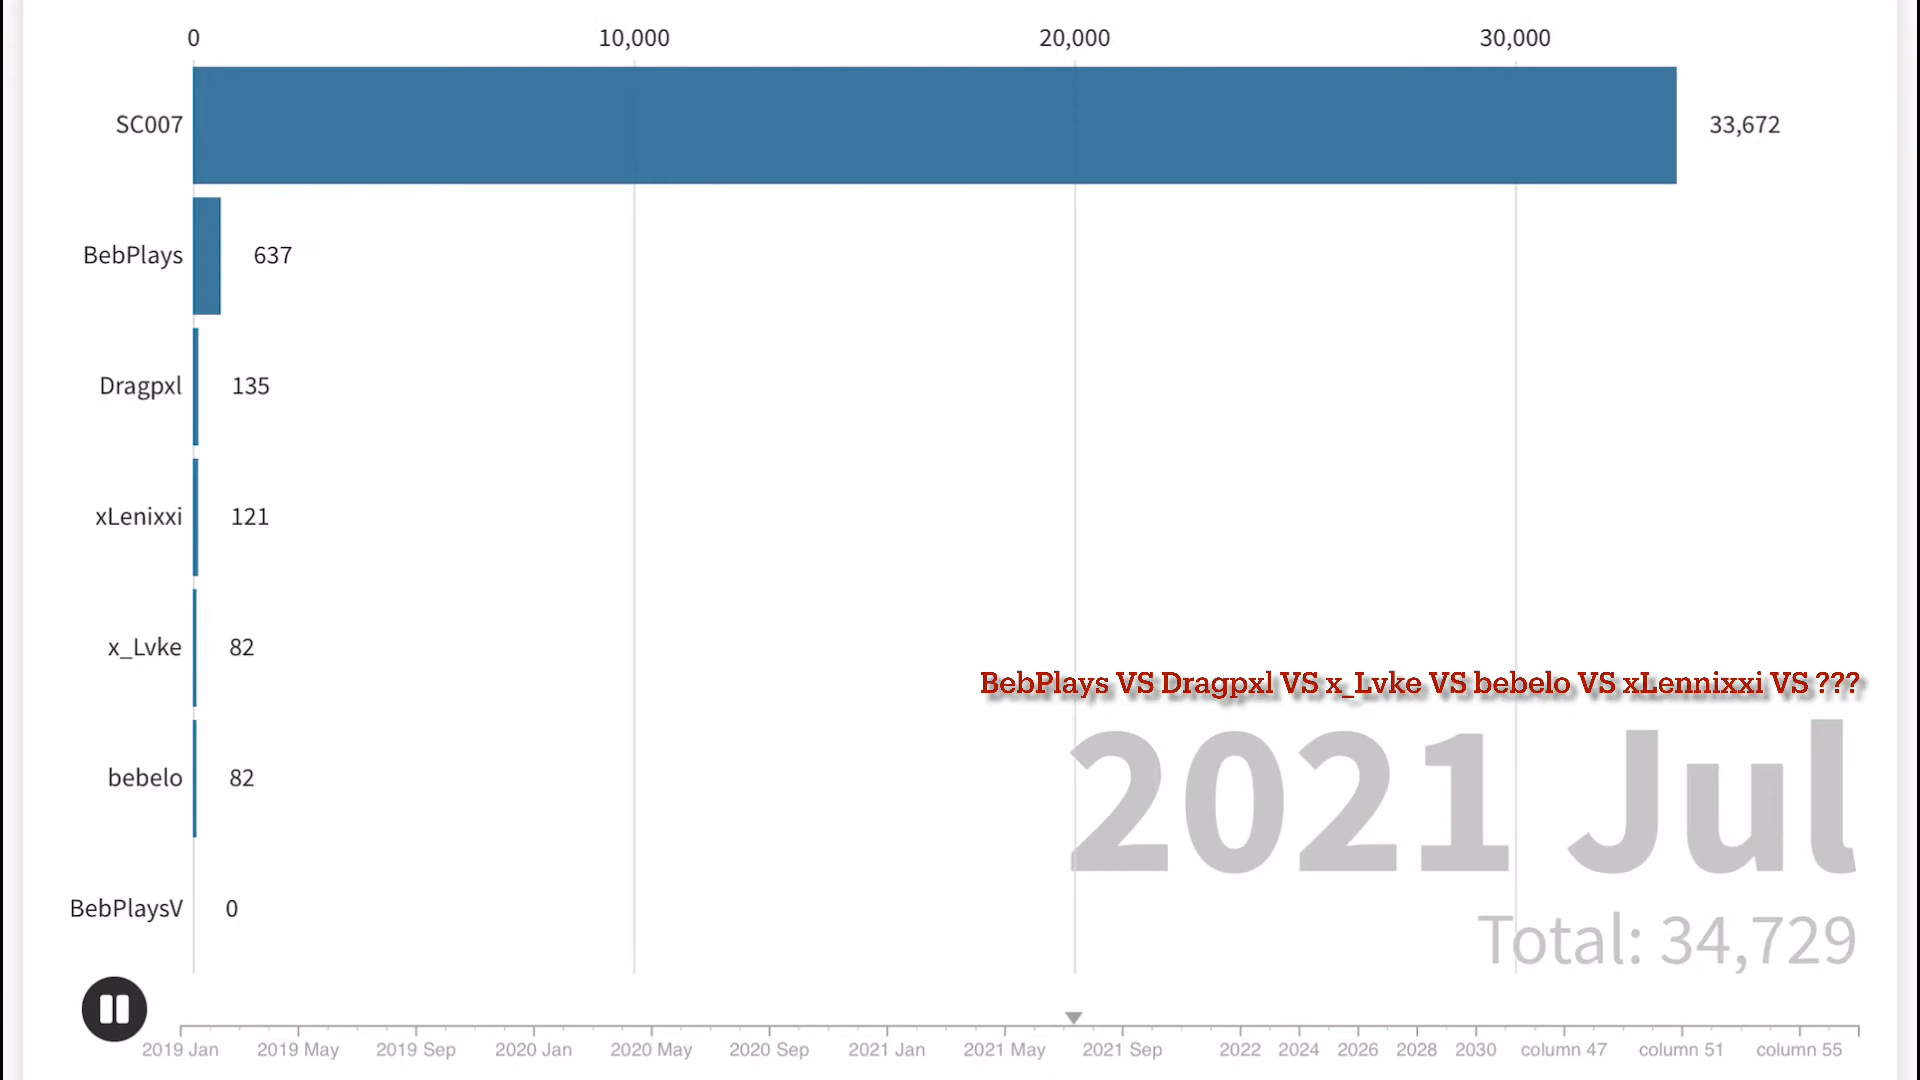 0 10,000 20,000 30,000
SC007 33,672
BebPlays 637
Dragpxl 135
xLenixxi 121
x_Lvke 82
BebPlays VS Dragpxl VS x_Lvke VS bebelo VS xLennixxi VS ???
2021 Jul
bebelo 82
BebPlaysV 0
Total: 34,729
2019 Jan 2019 May 2019 Sep 2020 Jan 2020 May 2020 Sep 2021 Jan 2021 May 2021 Sep 2022 2024 2026 2028 2030 column 47 column 51 column 55